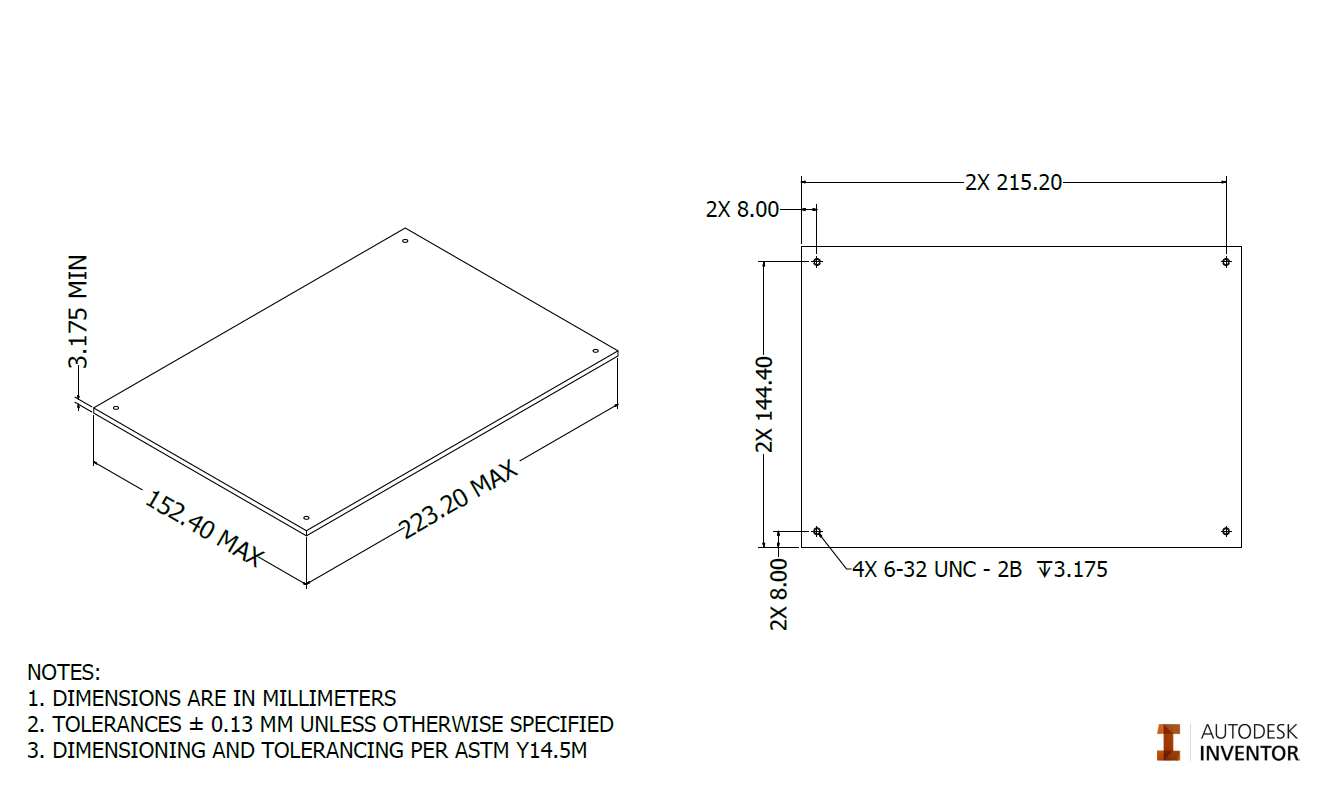 3.175 MIN
152.40 MAX
223.20 MAX
2X 215.20
2X 8.00
2X 144.40
2X 8.00
4X 6-32 UNC - 2B ↧3.175
NOTES:
1. DIMENSIONS ARE IN MILLIMETERS
2. TOLERANCES ± 0.13 MM UNLESS OTHERWISE SPECIFIED
3. DIMENSIONING AND TOLERANCING PER ASTM Y14.5M
AUTODESK
INVENTOR